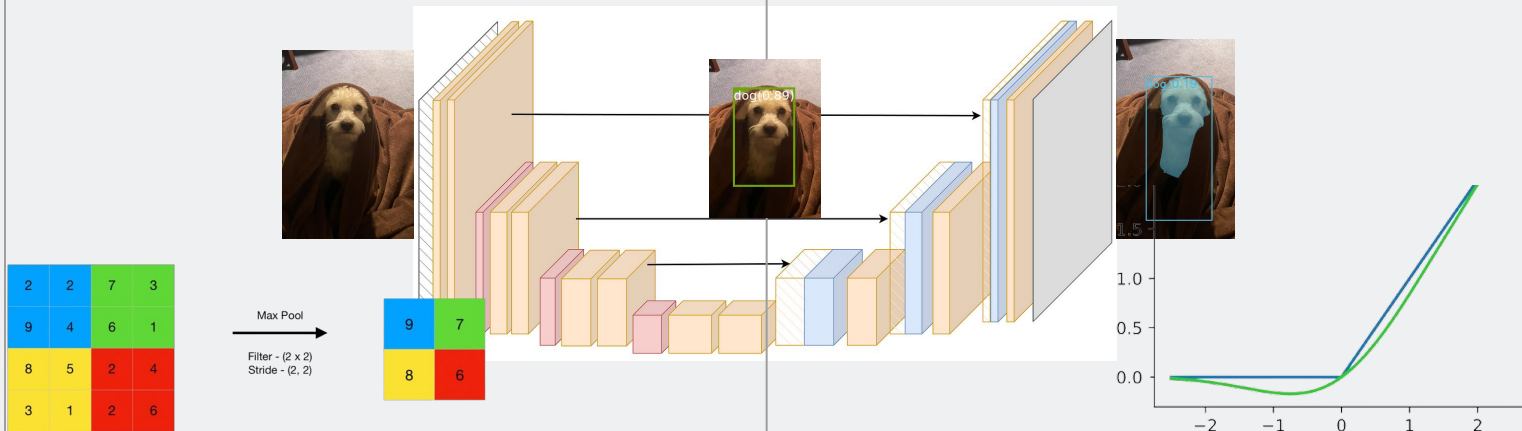 dog(0.89)
2 2 7 3
9 4 6 1
8 5 2 4
3 1 2 6
Max Pool
Filter - (2 x 2)
Stride - (2, 2)
9 7
8 6
1.5
1.0
0.5
0.0
−2 −1 0 1 2